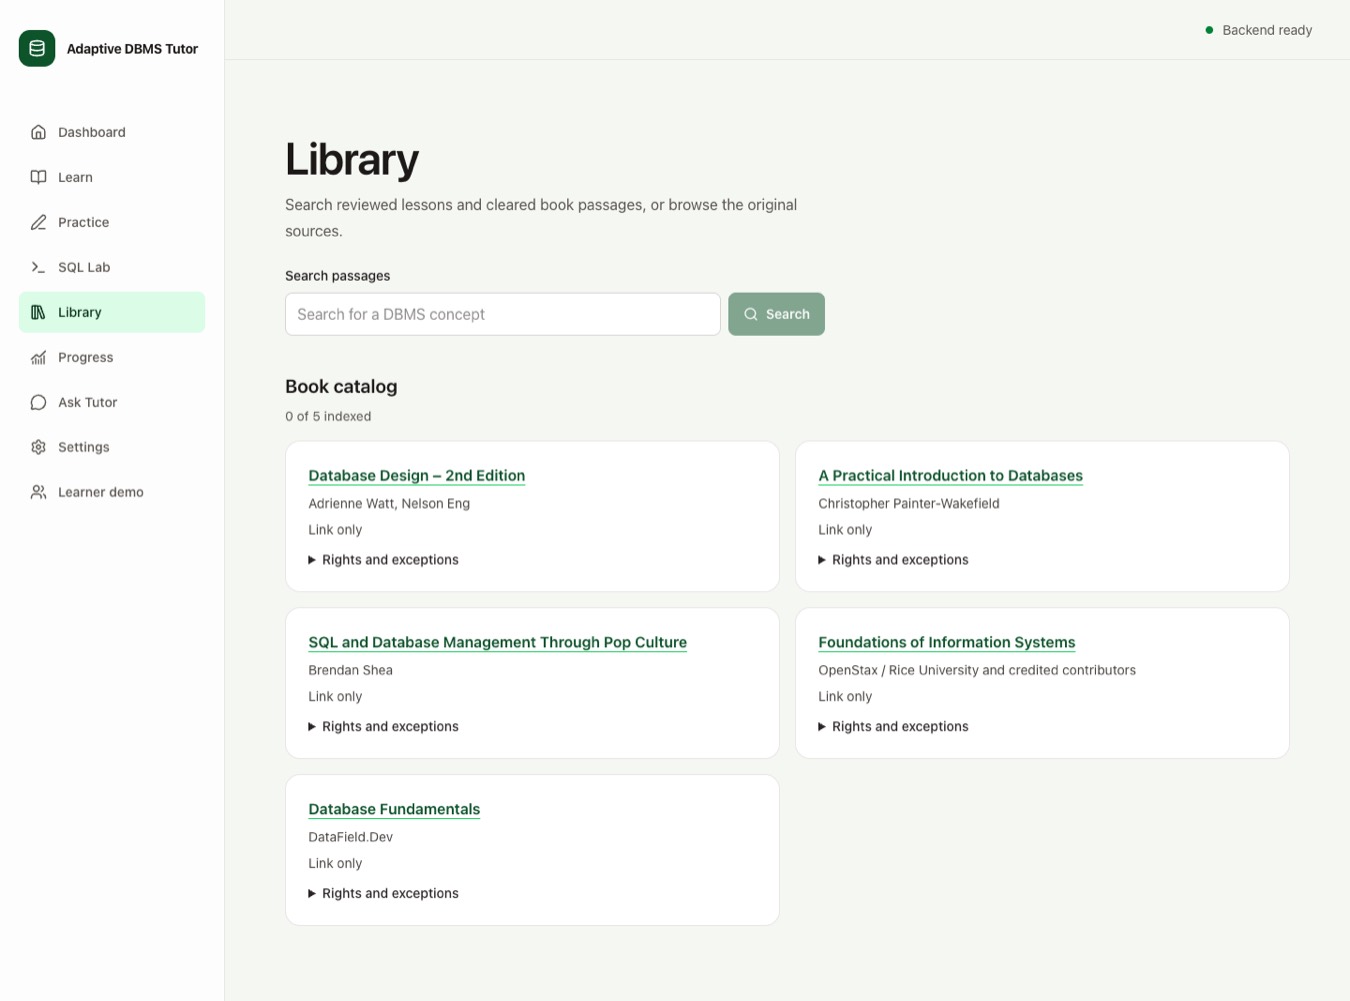 Adaptive DBMS Tutor
Backend ready
Dashboard
Learn
Practice
SQL Lab
Library
Progress
Ask Tutor
Settings
Learner demo
Library
Search reviewed lessons and cleared book passages, or browse the original
sources.
Search passages
Search for a DBMS concept
Search
Book catalog
0 of 5 indexed
Database Design – 2nd Edition
Adrienne Watt, Nelson Eng
Link only
Rights and exceptions
A Practical Introduction to Databases
Christopher Painter-Wakefield
Link only
Rights and exceptions
SQL and Database Management Through Pop Culture
Brendan Shea
Link only
Rights and exceptions
Foundations of Information Systems
OpenStax / Rice University and credited contributors
Link only
Rights and exceptions
Database Fundamentals
DataField.Dev
Link only
Rights and exceptions